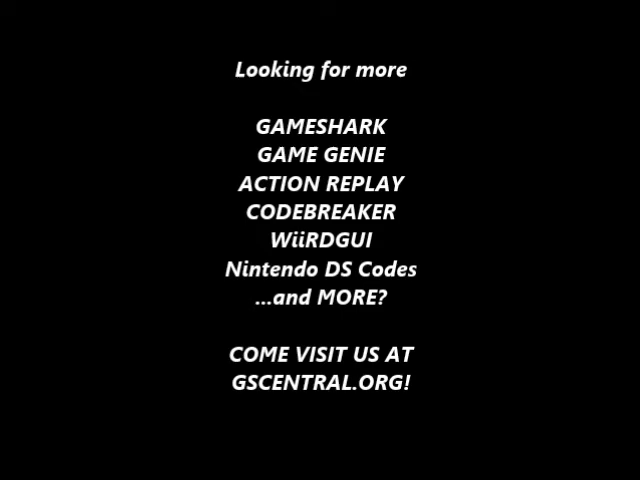 Looking for more
GAMESHARK
GAME GENIE
ACTION REPLAY
CODEBREAKER
WiiRDGUI
Nintendo DS Codes
...and MORE?
COME VISIT US AT
GSCENTRAL.ORG!